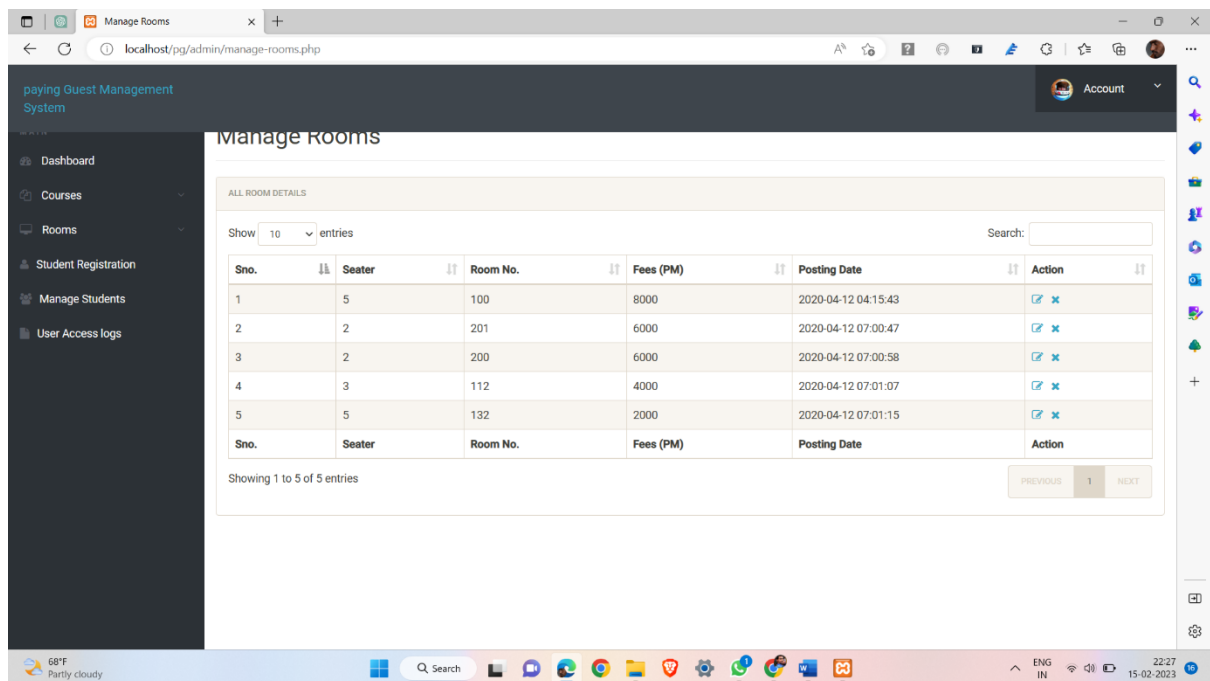 Manage Rooms
localhost/pg/admin/manage-rooms.php
paying Guest Management
System
Account
Manage Rooms
Dashboard
Courses
Rooms
Student Registration
Manage Students
User Access logs
ALL ROOM DETAILS
Show 10 entries Search:
Sno. Seater Room No. Fees (PM) Posting Date Action
1 5 100 8000 2020-04-12 04:15:43
2 2 201 6000 2020-04-12 07:00:47
3 2 200 6000 2020-04-12 07:00:58
4 3 112 4000 2020-04-12 07:01:07
5 5 132 2000 2020-04-12 07:01:15
Sno. Seater Room No. Fees (PM) Posting Date Action
Showing 1 to 5 of 5 entries
PREVIOUS 1 NEXT
68°F
Partly cloudy
Search
ENG
IN
22:27
15-02-2023
16